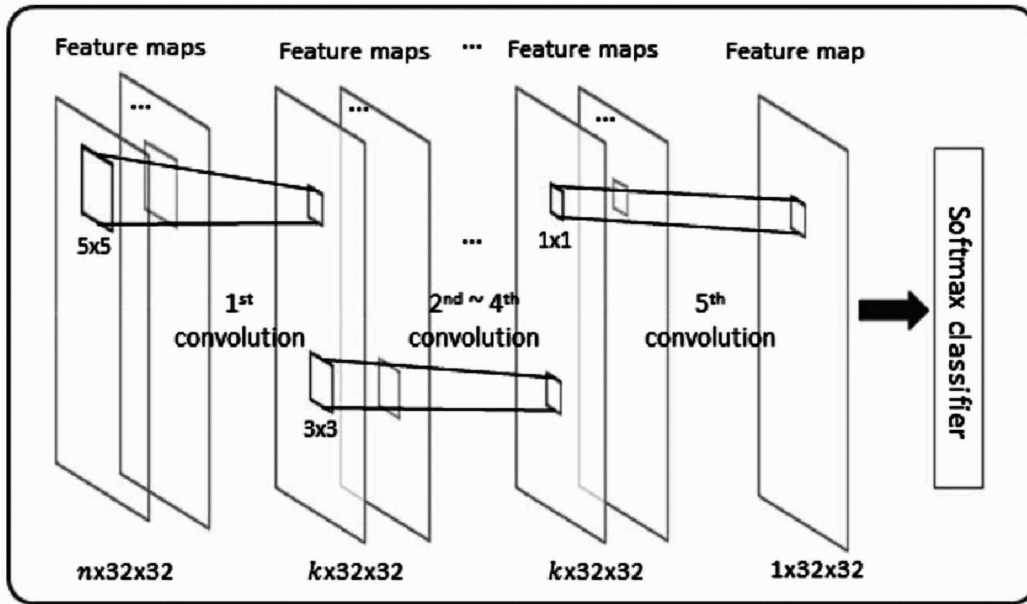 Feature maps
Feature maps
...
Feature maps
Feature map
...
...
...
5x5
1x1
...
1st
convolution
2nd ~ 4th
convolution
5th
convolution
3x3
Softmax classifier
nx32x32
kx32x32
kx32x32
1x32x32